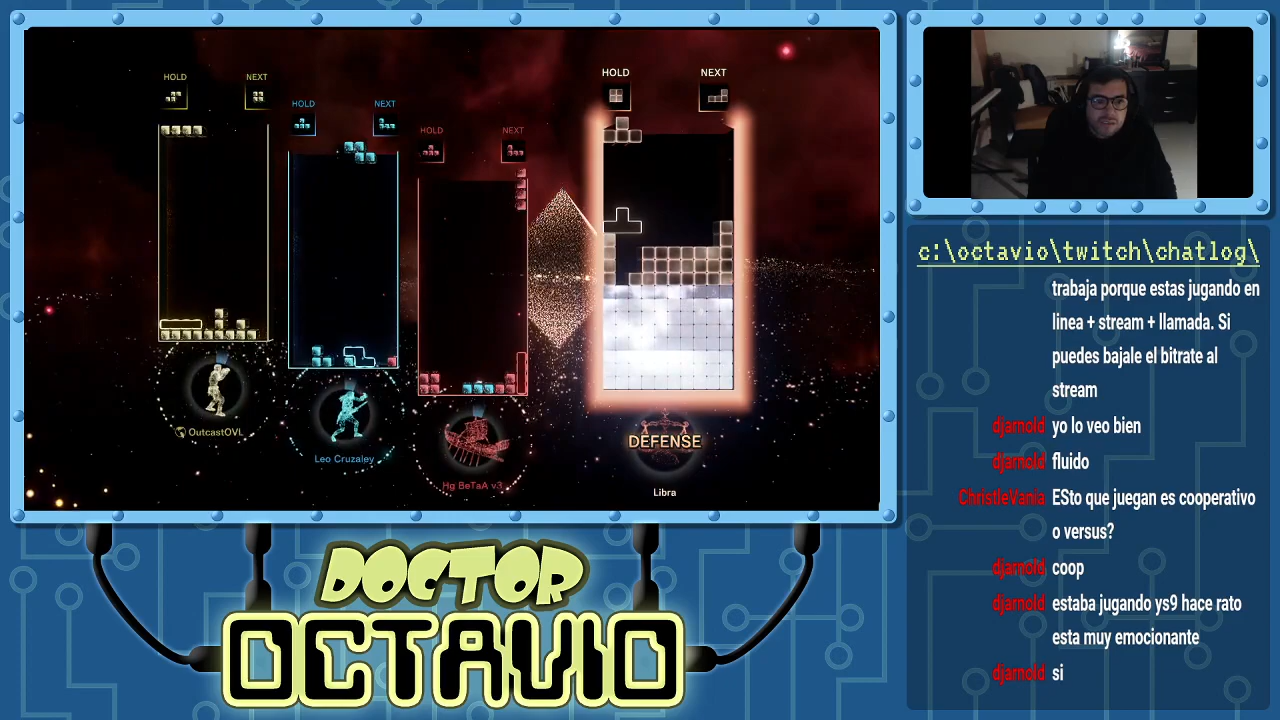 HOLD
NEXT
HOLD
NEXT
HOLD
NEXT
HOLD
NEXT
OutcastOVL
Leo Cruzaley
Hg BeTaA v3
DEFENSE
Libra
DOCTOR
OCTAVIO
c:\octavio\twitch\chatlog\
trabaja porque estas jugando en
linea + stream + llamada. Si
puedes bajale el bitrate al
stream
djarnold yo lo veo bien
djarnold fluido
ChristleVania ESto que juegan es cooperativo
o versus?
djarnold coop
djarnold estaba jugando ys9 hace rato
esta muy emocionante
djarnold si